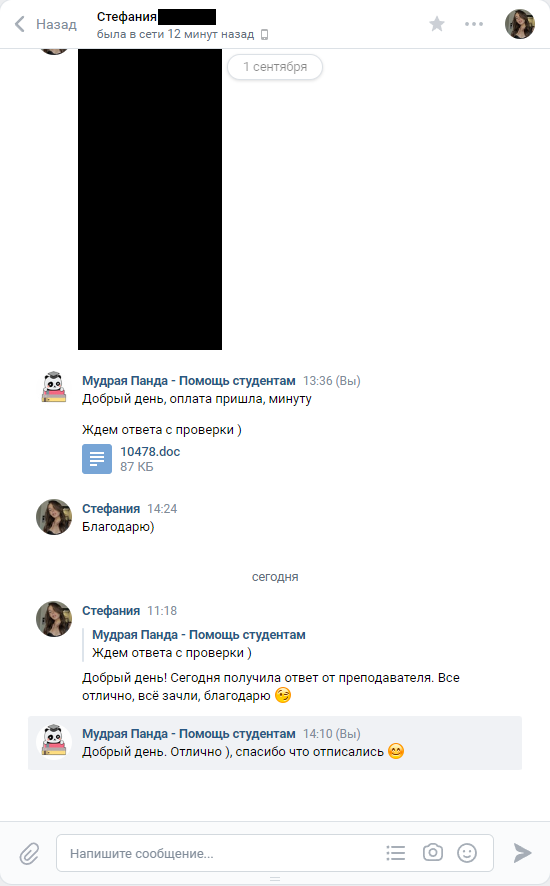 Назад
Стефания
была в сети 12 минут назад
1 сентября
Мудрая Панда - Помощь студентам 13:36 (Вы)
Добрый день, оплата пришла, минуту
Ждем ответа с проверки )
10478.doc
87 КБ
Стефания 14:24
Благодарю)
сегодня
Стефания 11:18
Мудрая Панда - Помощь студентам
Ждем ответа с проверки )
Добрый день! Сегодня получила ответ от преподавателя. Все
отлично, всё зачли, благодарю 😏
Мудрая Панда - Помощь студентам 14:10 (Вы)
Добрый день. Отлично ), спасибо что отписались 😊
Напишите сообщение...